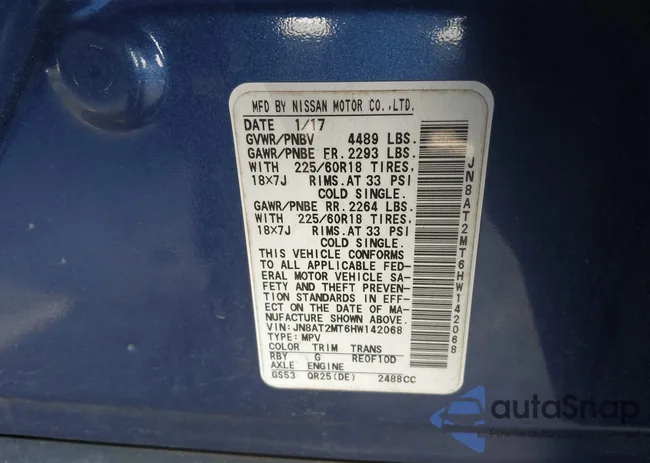 MFD BY NISSAN MOTOR CO.,LTD.
DATE 1/17
GVWR/PNBV 4489 LBS.
GAWR/PNBE FR.2293 LBS.
WITH 225/60R18 TIRES,
18×7J RIMS.AT 33 PSI
COLD SINGLE.
GAWR/PNBE RR.2264 LBS.
WITH 225/60R18 TIRES,
18×7J RIMS.AT 33 PSI
COLD SINGLE.
THIS VEHICLE CONFORMS
TO ALL APPLICABLE FED-
ERAL MOTOR VEHICLE SA-
FETY AND THEFT PREVEN-
TION STANDARDS IN EFF-
ECT ON THE DATE OF MA-
NUFACTURE SHOWN ABOVE.
VIN:JN8AT2MT6HW142068
TYPE:MPV
COLOR TRIM TRANS
RBY G RE0F10D
AXLE ENGINE
GS53 QR25(DE) 2488CC
JN8AT2MT6HW142068
autoSnap
Powere auto population auto